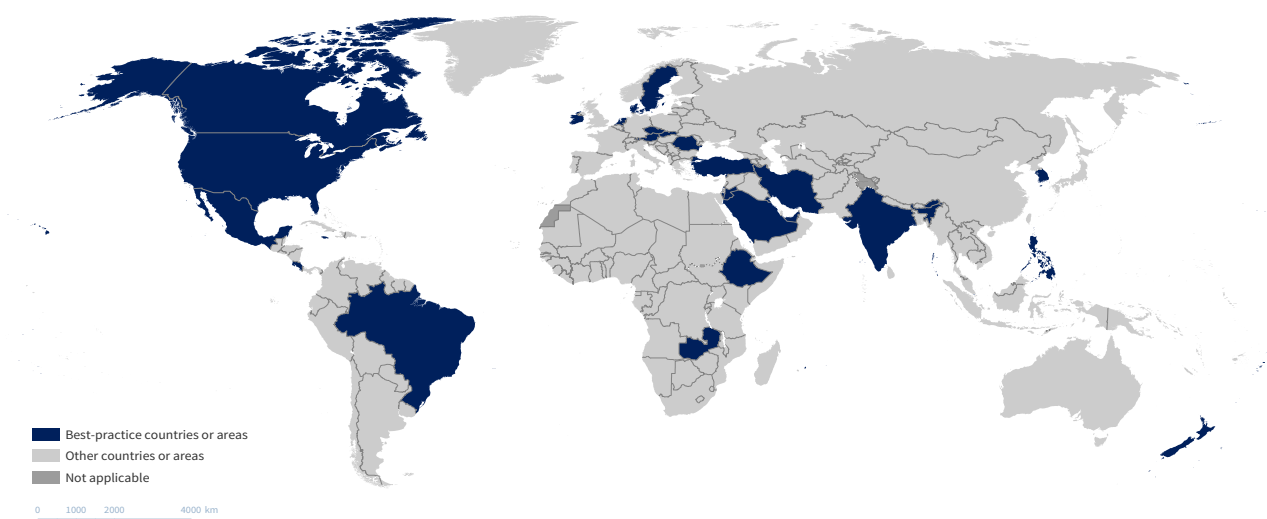 Best-practice countries or areas
Other countries or areas
Not applicable
0 1000 2000 4000 km